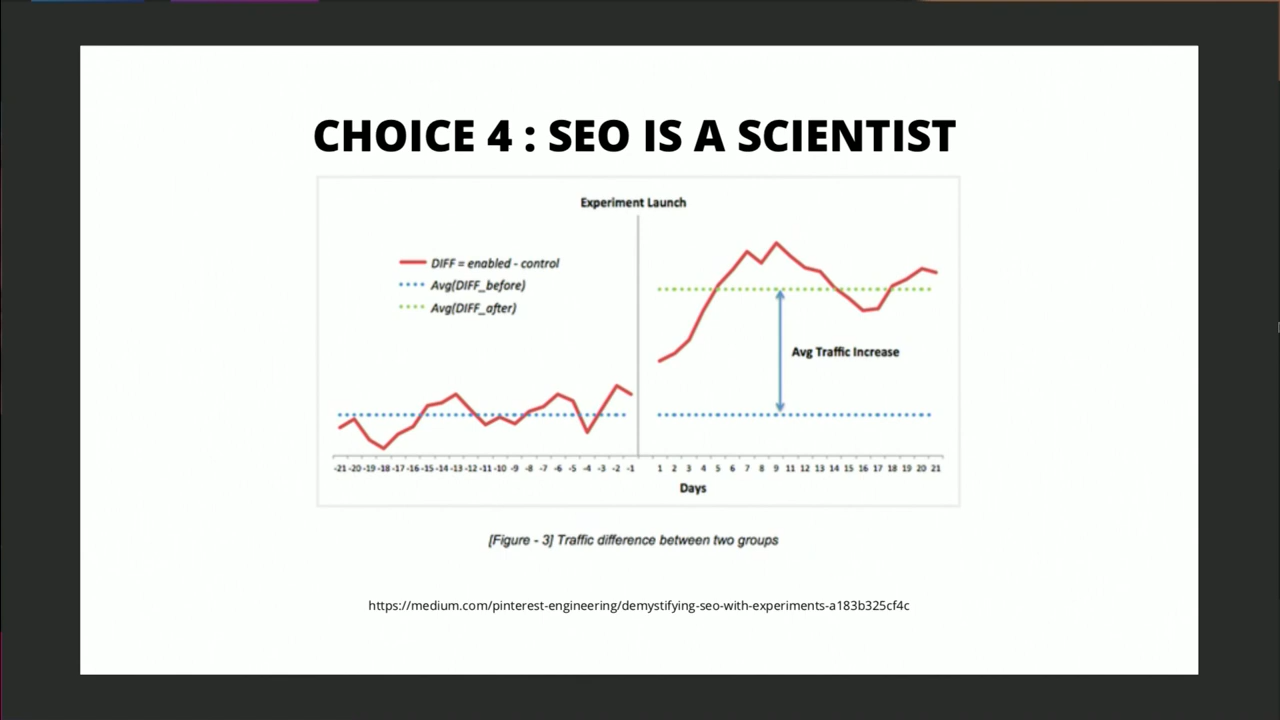 CHOICE 4 : SEO IS A SCIENTIST
Experiment Launch
DIFF = enabled - control
Avg(DIFF_before)
Avg(DIFF_after)
Avg Traffic Increase
-21 -20 -19 -18 -17 -16 -15 -14 -13 -12 -11 -10 -9 -8 -7 -6 -5 -4 -3 -2 -1 1 2 3 4 5 6 7 8 9 11 12 13 14 15 16 17 18 19 20 21
Days
[Figure - 3] Traffic difference between two groups
https://medium.com/pinterest-engineering/demystifying-seo-with-experiments-a183b325cf4c